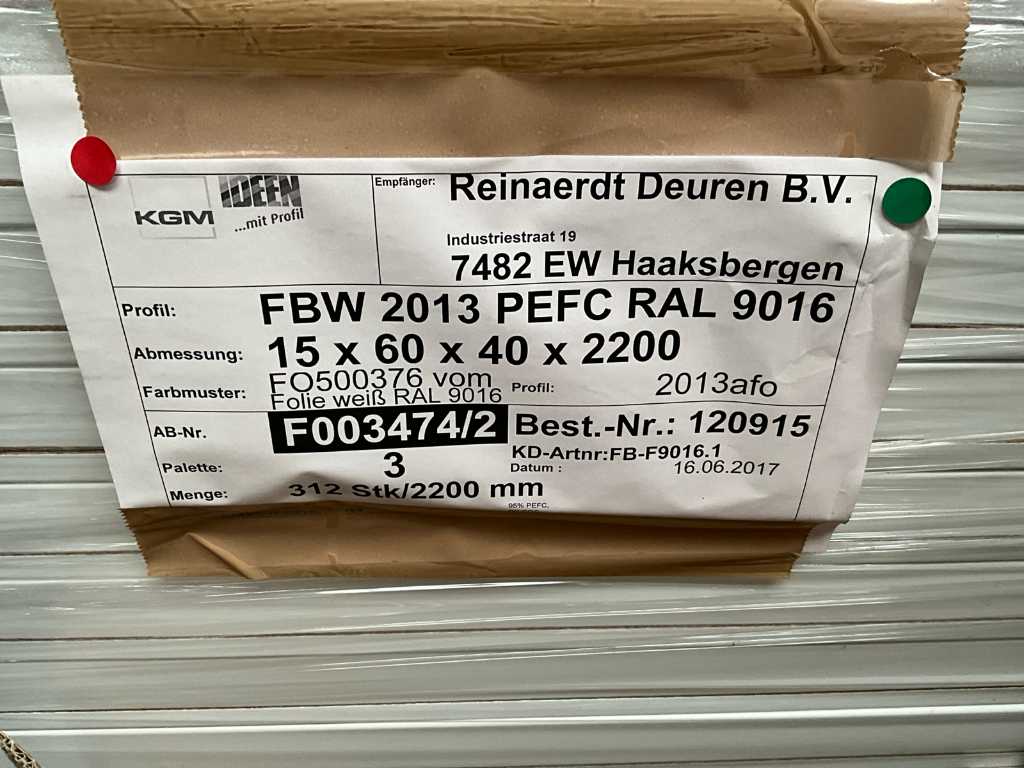 KGM
IDEEN
...mit Profil
Empfänger: Reinaerdt Deuren B.V.
Industriestraat 19
7482 EW Haaksbergen
Profil: FBW 2013 PEFC RAL 9016
Abmessung: 15 x 60 x 40 x 2200
Farbmuster: FO500376 vom
Folie weiß RAL 9016
Profil: 2013afo
AB-Nr. F003474/2 Best.-Nr.: 120915
KD-Artnr:FB-F9016.1
Palette: 3 Datum : 16.06.2017
Menge: 312 Stk/2200 mm
95% PEFC,